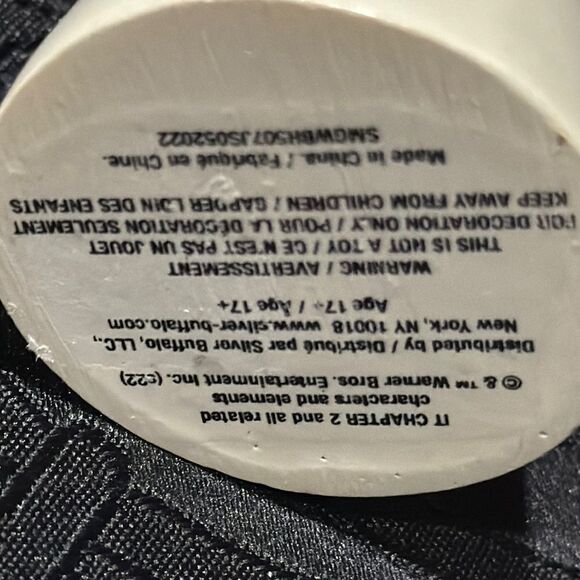 IT CHAPTER 2 and all related
characters and elements
© & ™ Warner Bros. Entertainment Inc. (s22)
Distributed by / Distribué par Silver Buffalo, LLC.,
New York, NY 10018 www.silver-buffalo.com
Age 17+ / Âge 17+
WARNING / AVERTISSEMENT
THIS IS NOT A TOY / CE N'EST PAS UN JOUET
FOR DECORATION ONLY / POUR LA DÉCORATION SEULEMENT
KEEP AWAY FROM CHILDREN / GARDER LOIN DES ENFANTS
Made in China. / Fabriqué en Chine.
SMGWBHS07JS052022